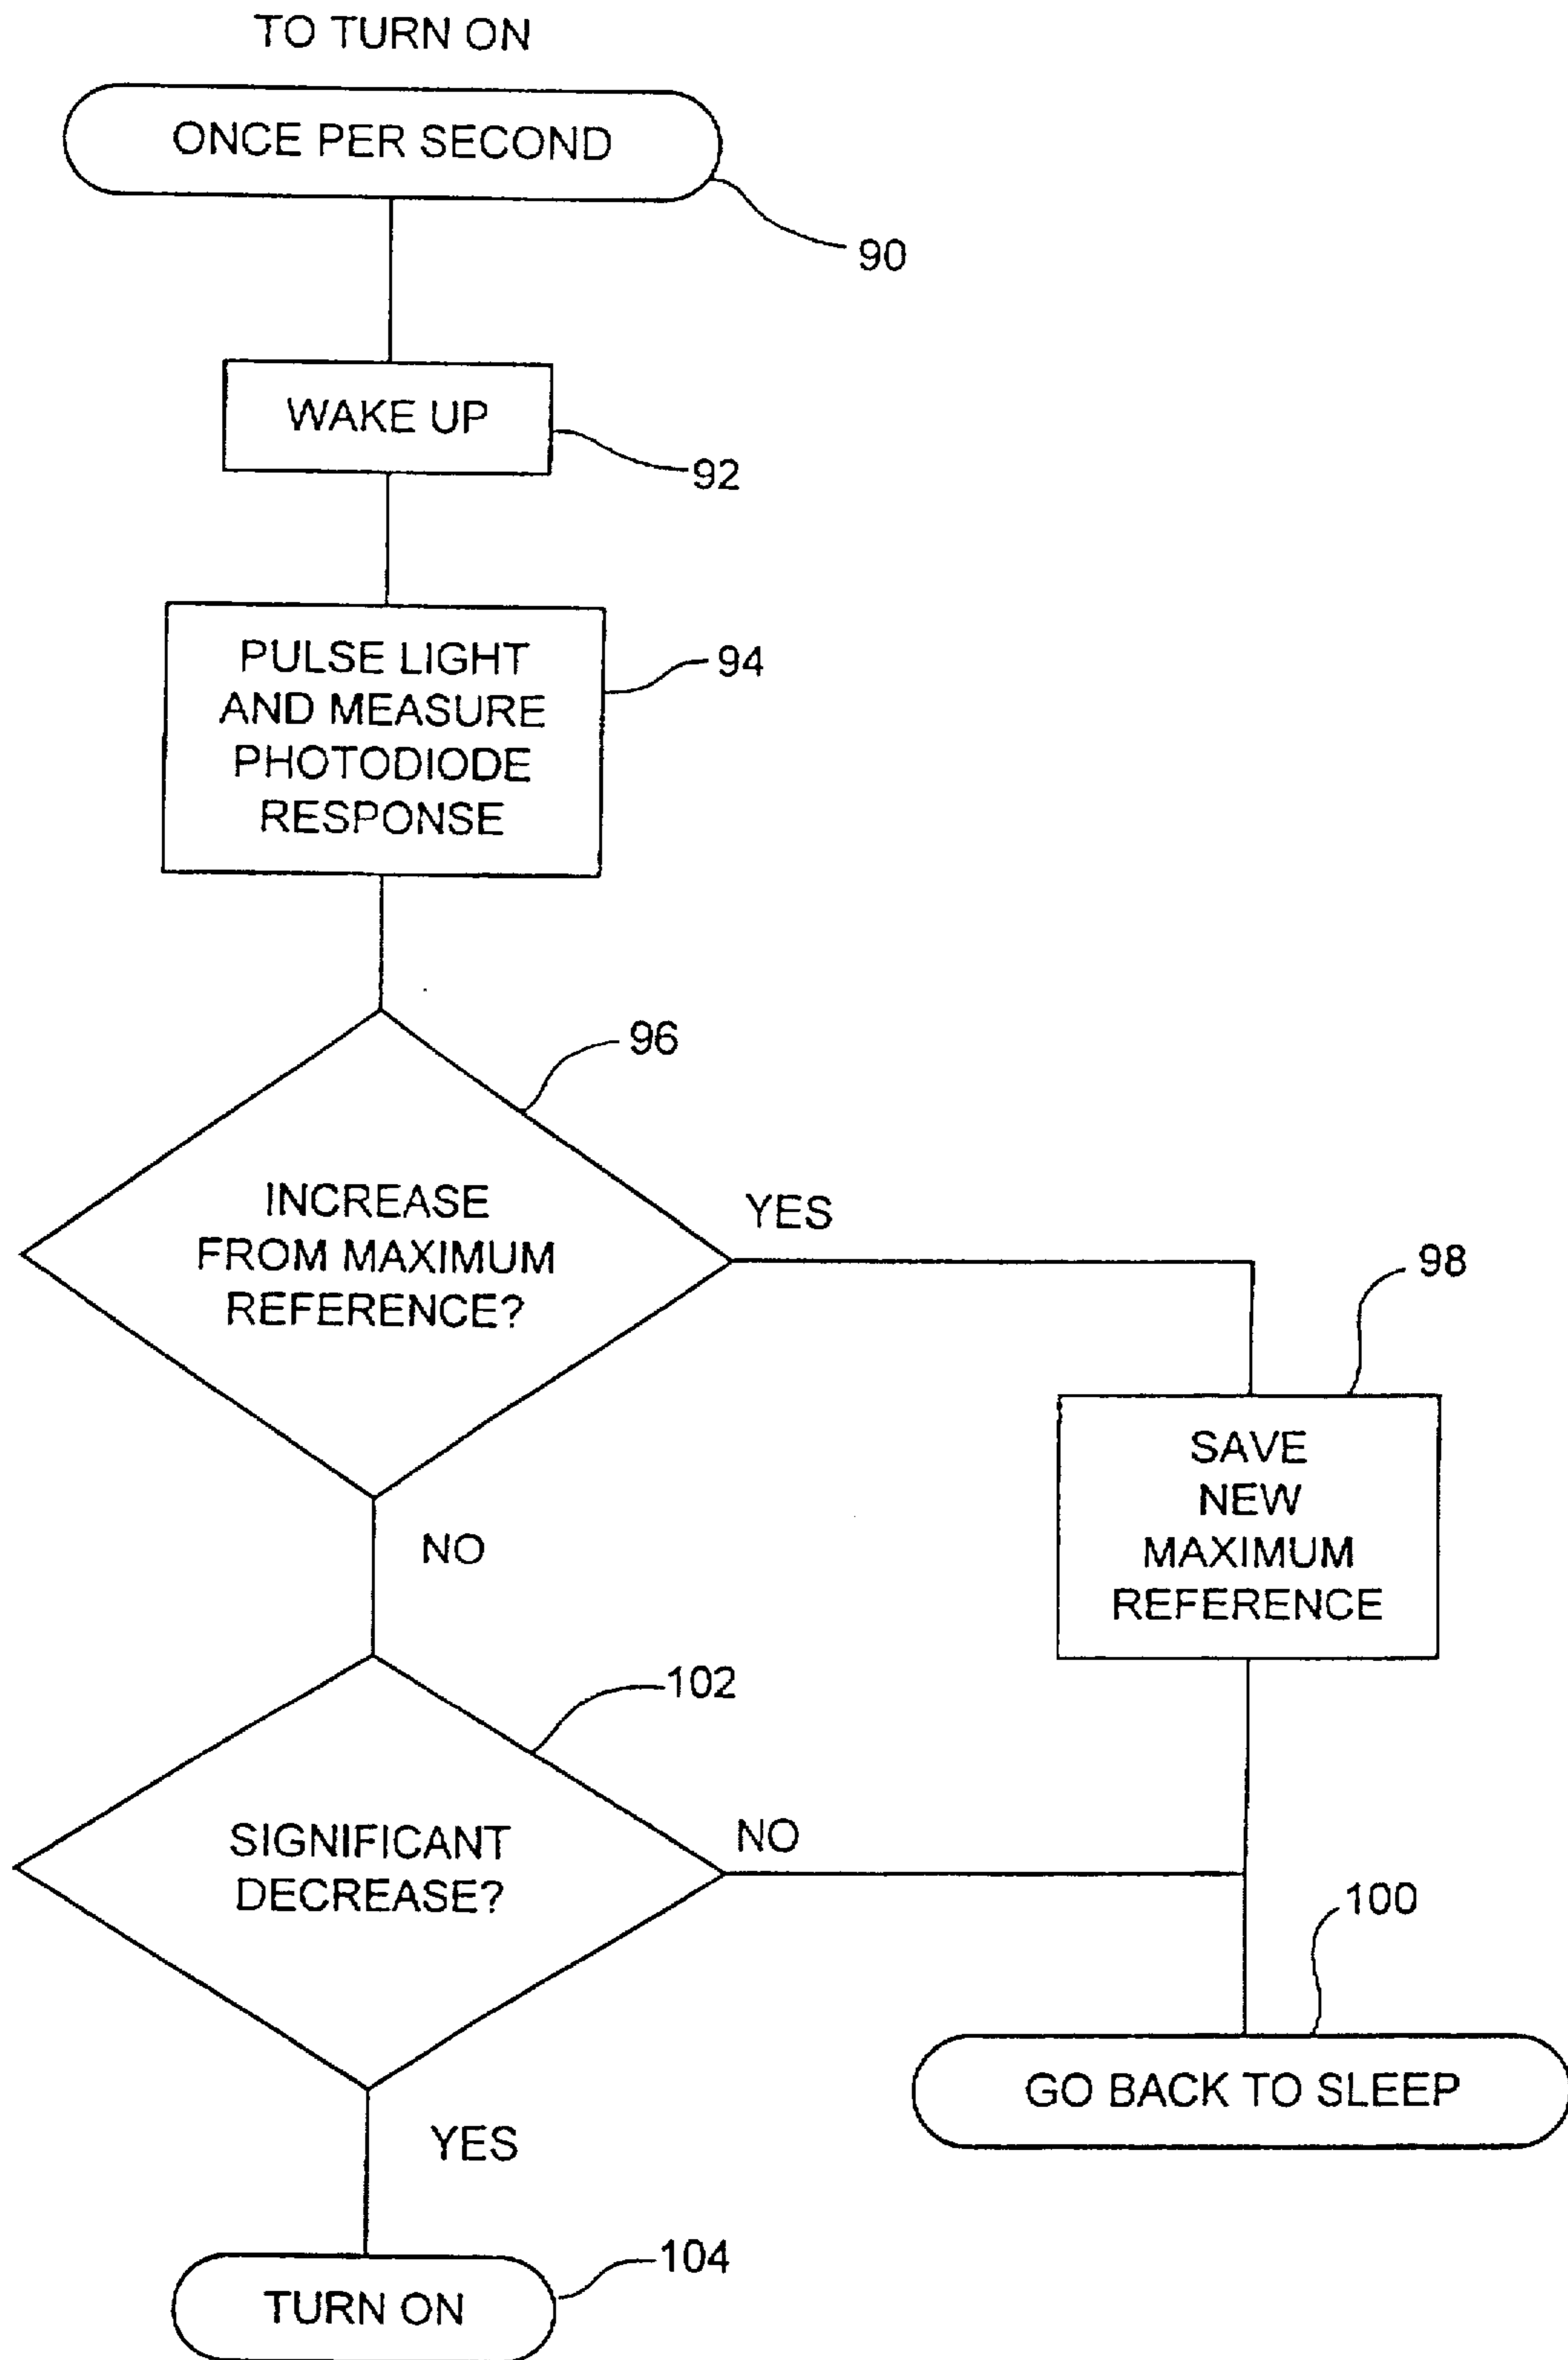 TO TURN ON
ONCE PER SECOND
90
WAKE UP
92
PULSE LIGHT
AND MEASURE
PHOTODIODE
RESPONSE
94
96
INCREASE
FROM MAXIMUM
REFERENCE?
YES
98
SAVE
NEW
MAXIMUM
REFERENCE
NO
102
SIGNIFICANT
DECREASE?
NO
100
GO BACK TO SLEEP
YES
104
TURN ON